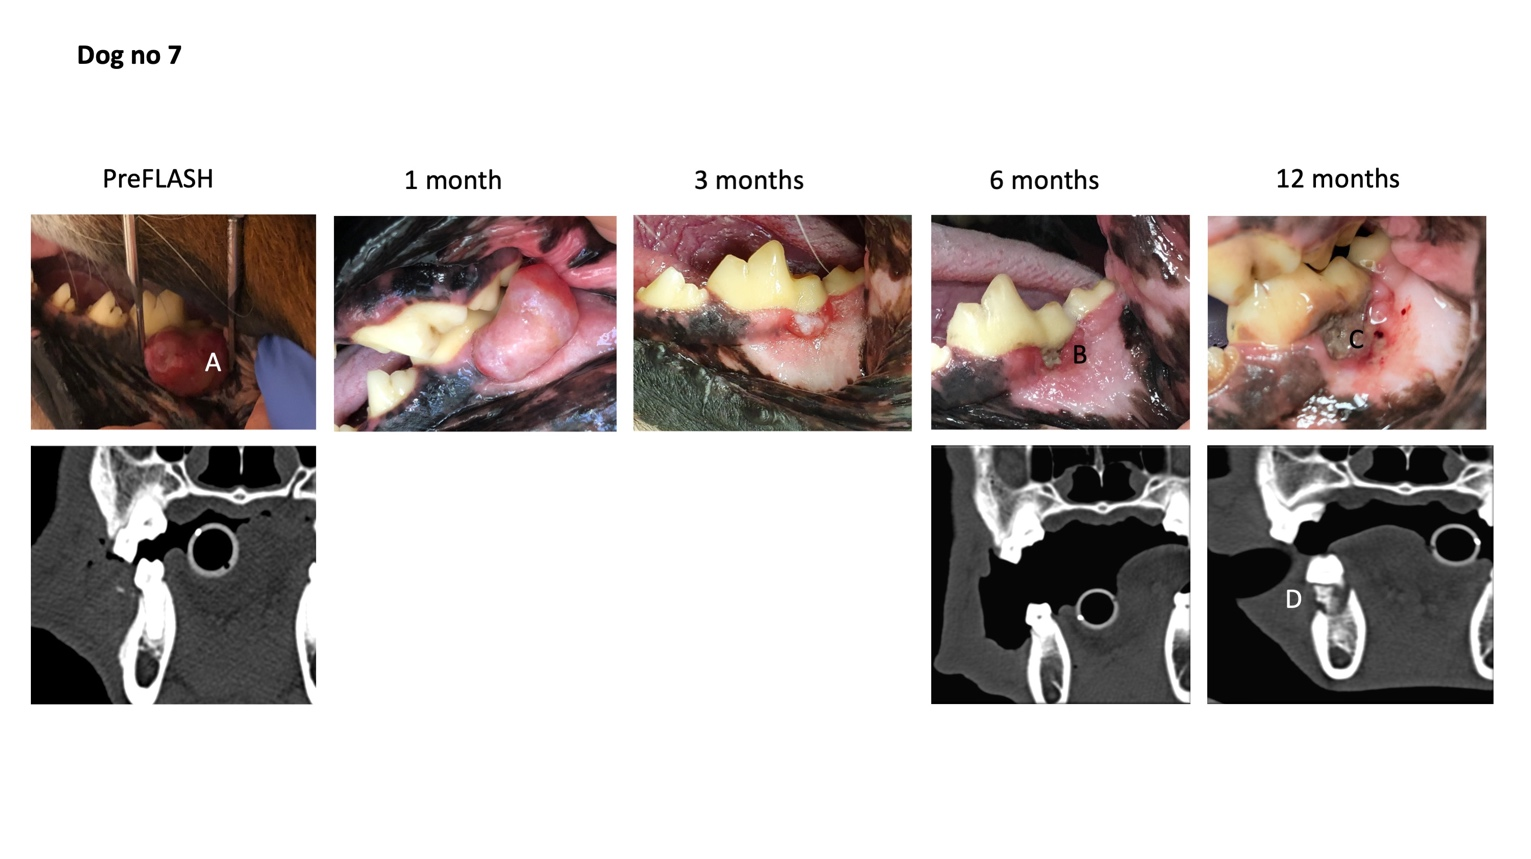 Dog no 7
PreFLASH
1 month
3 months
6 months
12 months
A
B
C
D